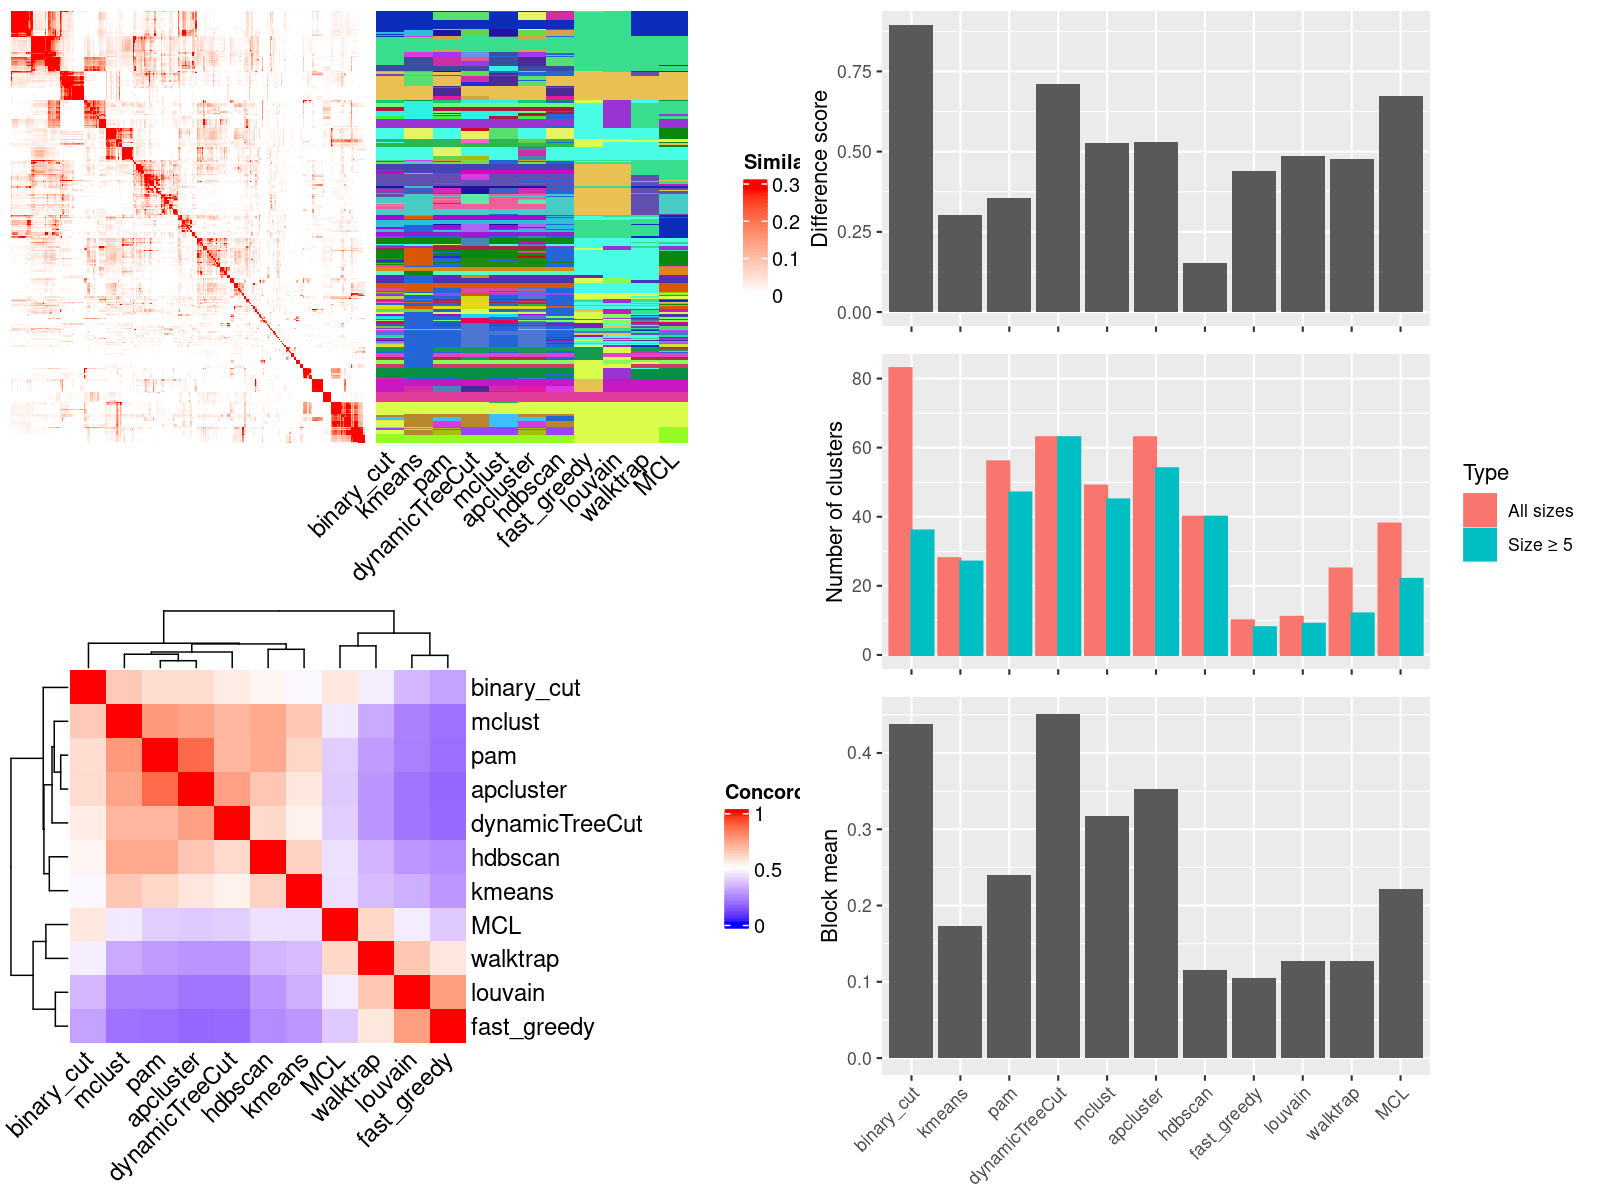 Simila
0.3
0.2
0.1
0
binary_cut
kmeans
pam
dynamicTreeCut
mclust
apcluster
hdbscan
fast_greedy
louvain
walktrap
MCL
binary_cut
mclust
pam
apcluster
dynamicTreeCut
hdbscan
kmeans
MCL
walktrap
louvain
fast_greedy
Concord
1
0.5
0
binary_cut
mclust
pam
apcluster
dynamicTreeCut
hdbscan
kmeans
MCL
walktrap
louvain
fast_greedy
Difference score
0.75
0.50
0.25
0.00
Number of clusters
80
60
40
20
0
Type
All sizes
Size ≥ 5
Block mean
0.4
0.3
0.2
0.1
0.0
binary_cut
kmeans
pam
dynamicTreeCut
mclust
apcluster
hdbscan
fast_greedy
louvain
walktrap
MCL